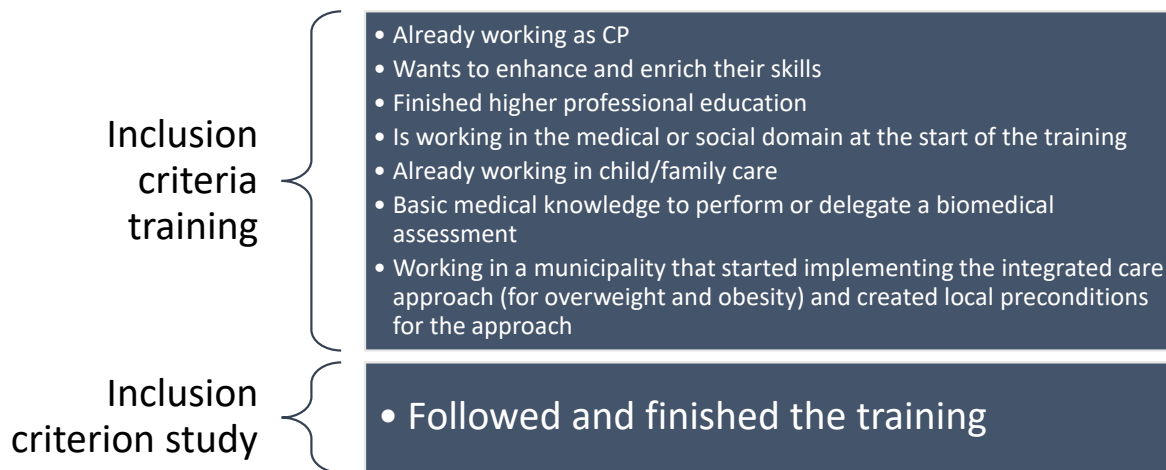 Inclusion
criteria
training
• Already working as CP
• Wants to enhance and enrich their skills
• Finished higher professional education
• Is working in the medical or social domain at the start of the training
• Already working in child/family care
• Basic medical knowledge to perform or delegate a biomedical
assessment
• Working in a municipality that started implementing the integrated care
approach (for overweight and obesity) and created local preconditions
for the approach
Inclusion
criterion study
• Followed and finished the training